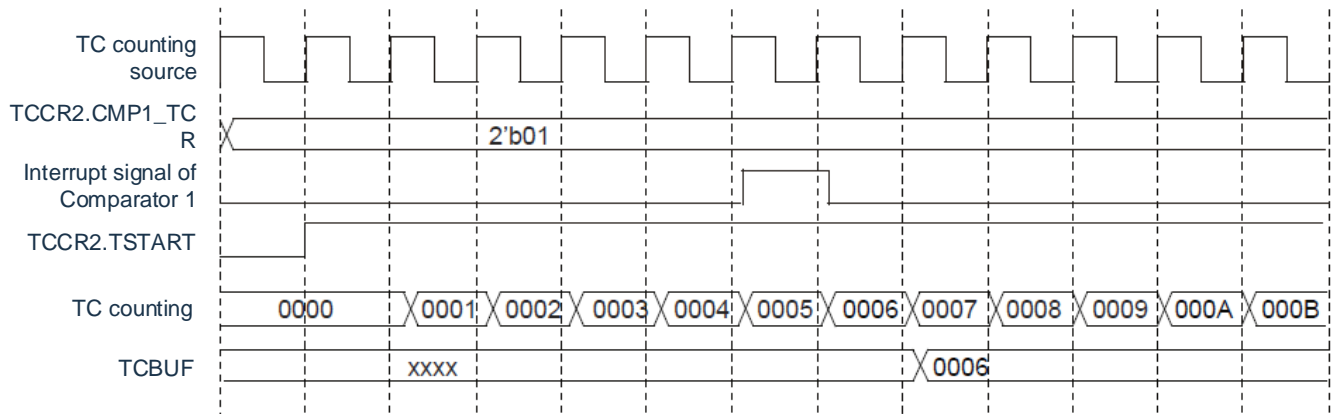 TC counting
source
TCCR2.CMP1_TC
R
2'b01
Interrupt signal of
Comparator 1
TCCR2.TSTART
TC counting
0000 0001 0002 0003 0004 0005 0006 0007 0008 0009 000A 000B
TCBUF
xxxx 0006